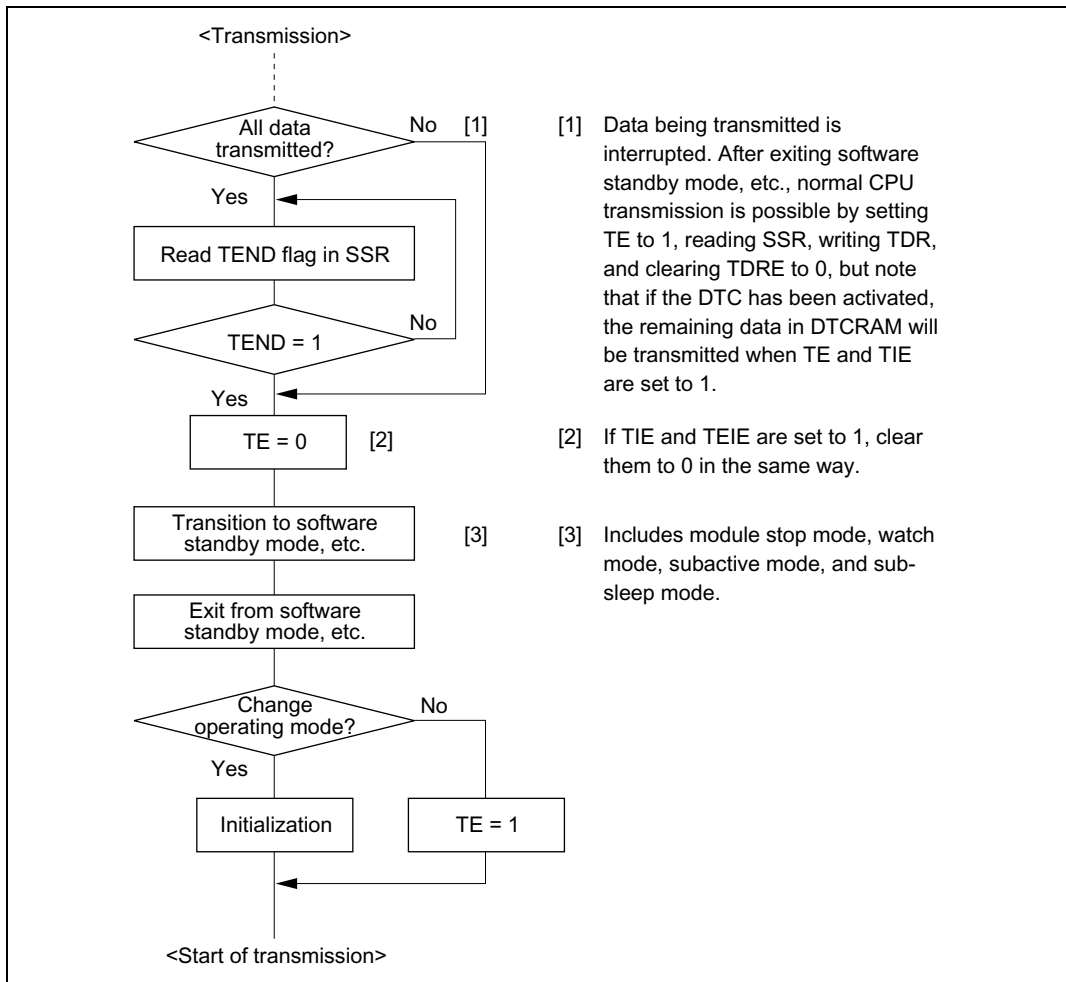 <Transmission>
All data
transmitted?
No
[1]
Yes
Read TEND flag in SSR
TEND = 1
No
Yes
TE = 0
[2]
Transition to software
standby mode, etc.
[3]
Exit from software
standby mode, etc.
Change
operating mode?
No
Yes
Initialization
TE = 1
<Start of transmission>
[1] Data being transmitted is
interrupted. After exiting software
standby mode, etc., normal CPU
transmission is possible by setting
TE to 1, reading SSR, writing TDR,
and clearing TDRE to 0, but note
that if the DTC has been activated,
the remaining data in DTCRAM will
be transmitted when TE and TIE
are set to 1.
[2] If TIE and TEIE are set to 1, clear
them to 0 in the same way.
[3] Includes module stop mode, watch
mode, subactive mode, and sub-
sleep mode.